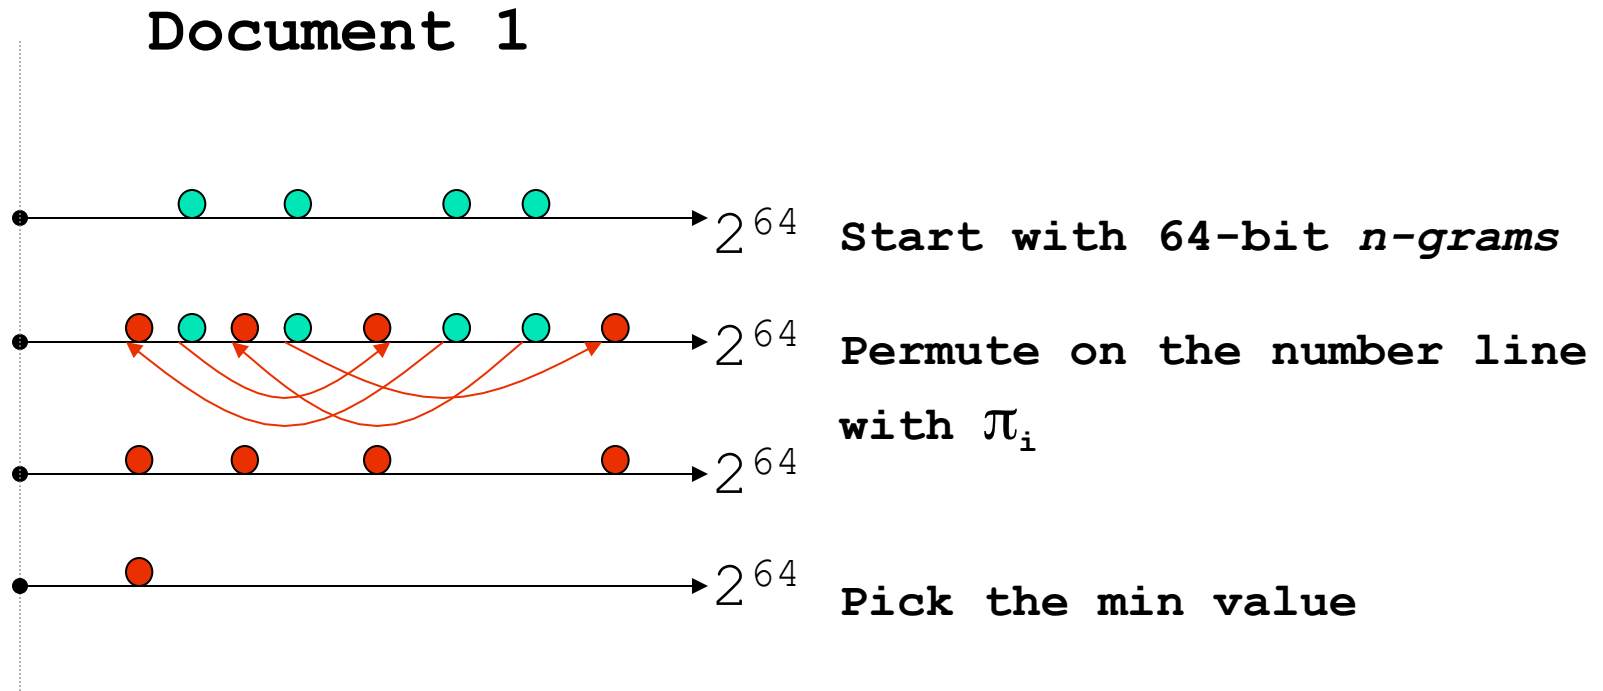 Document 1
2^64
Start with 64-bit n-grams
2^64
Permute on the number line
with π_i
2^64
2^64
Pick the min value